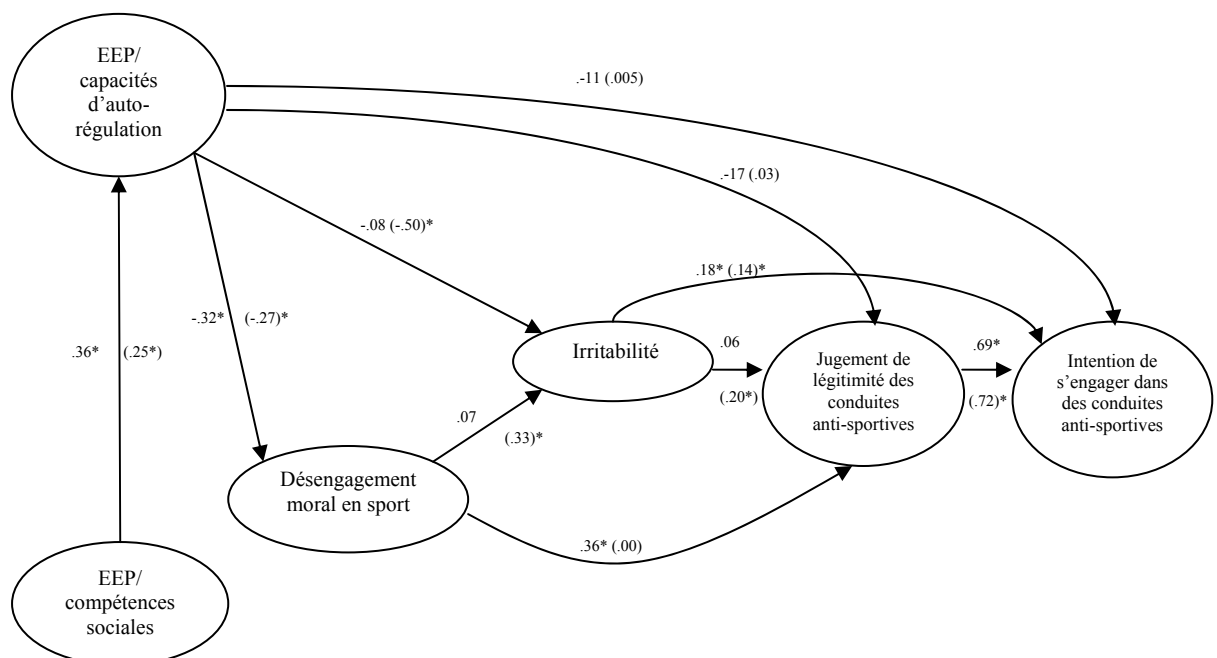 EEP/
capacités
d’auto-
régulation
.-11 (.005)
.-17 (.03)
-.08 (-.50)*
.18* (.14)*
-.32*
(-.27)*
.36*
(.25*)
Irritabilité
.06
(.20*)
Jugement de
légitimité des
conduites
anti-sportives
.69*
(.72)*
Intention de
s’engager dans
des conduites
anti-sportives
.07
(.33)*
Désengagement
moral en sport
.36* (.00)
EEP/
compétences
sociales